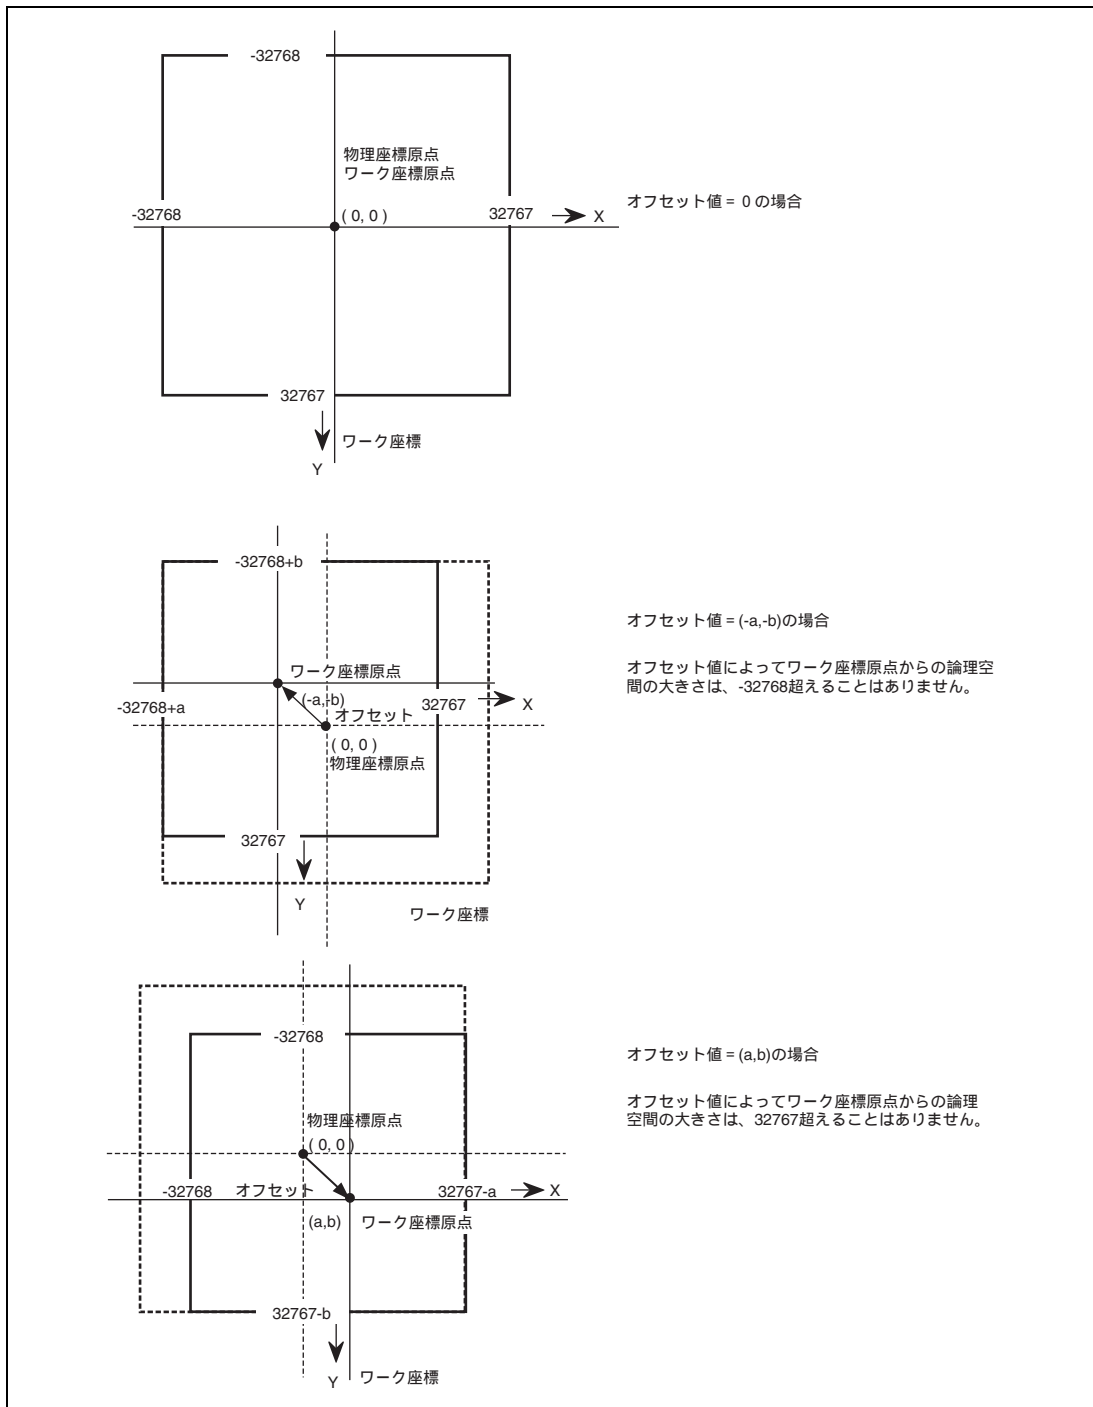 -32768
物理座標原点
ワーク座標原点
-32768
( 0, 0 )
32767
X
オフセット値 = 0 の場合
32767
ワーク座標
Y
-32768+b
オフセット値 = (-a,-b)の場合
ワーク座標原点
オフセット値によってワーク座標原点からの論理空
間の大きさは、-32768超えることはありません。
(-a,-b)
-32768+a
オフセット
32767
X
( 0, 0 )
物理座標原点
32767
Y
ワーク座標
-32768
オフセット値 = (a,b)の場合
オフセット値によってワーク座標原点からの論理
空間の大きさは、32767超えることはありません。
物理座標原点
( 0, 0 )
-32768
オフセット
32767-a
X
(a,b)
ワーク座標原点
32767-b
ワーク座標
Y